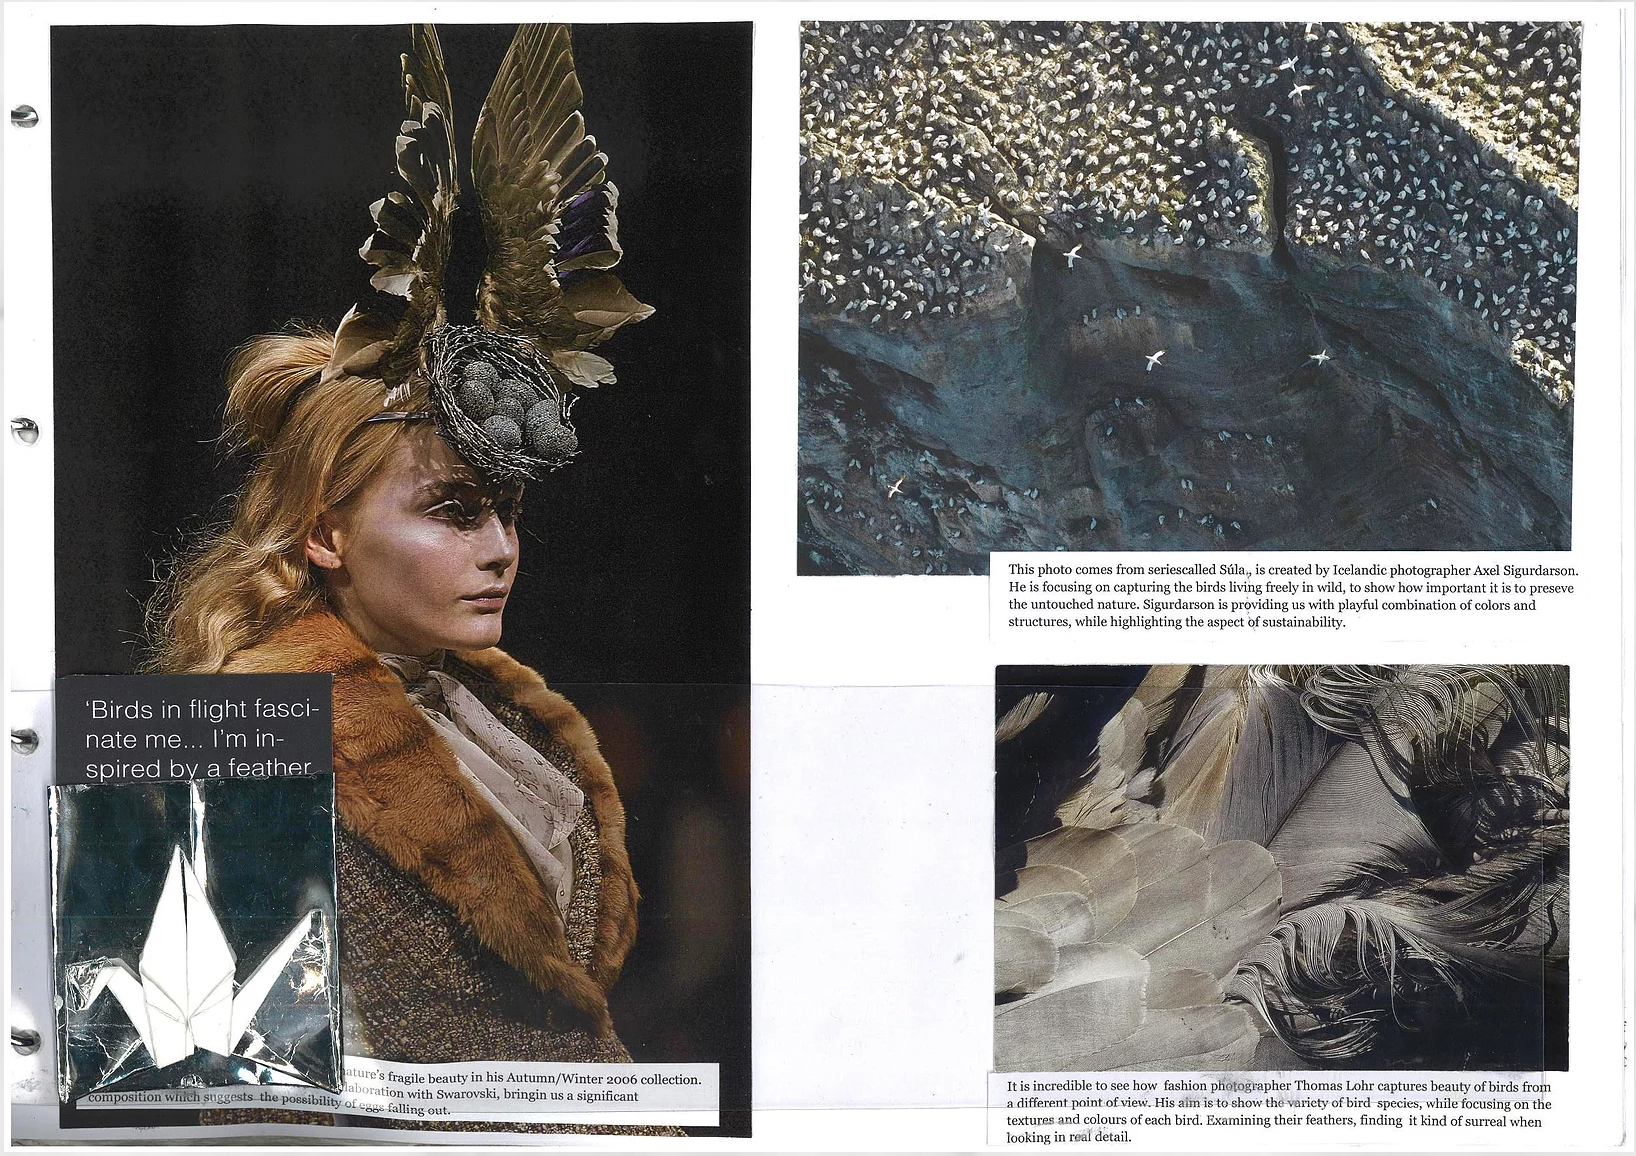 'Birds in flight fasci-
nate me... I'm in-
spired by a feather
nature's fragile beauty in his Autumn/Winter 2006 collection.
laboration with Swarovski, bringin us a significant
composition which suggests the possibility of eggs falling out.
This photo comes from seriescalled Súla,, is created by Icelandic photographer Axel Sigurdarson.
He is focusing on capturing the birds living freely in wild, to show how important it is to preseve
the untouched nature. Sigurdarson is providing us with playful combination of colors and
structures, while highlighting the aspect of sustainability.
It is incredible to see how fashion photographer Thomas Lohr captures beauty of birds from
a different point of view. His aim is to show the variety of bird species, while focusing on the
textures and colours of each bird. Examining their feathers, finding it kind of surreal when
looking in real detail.